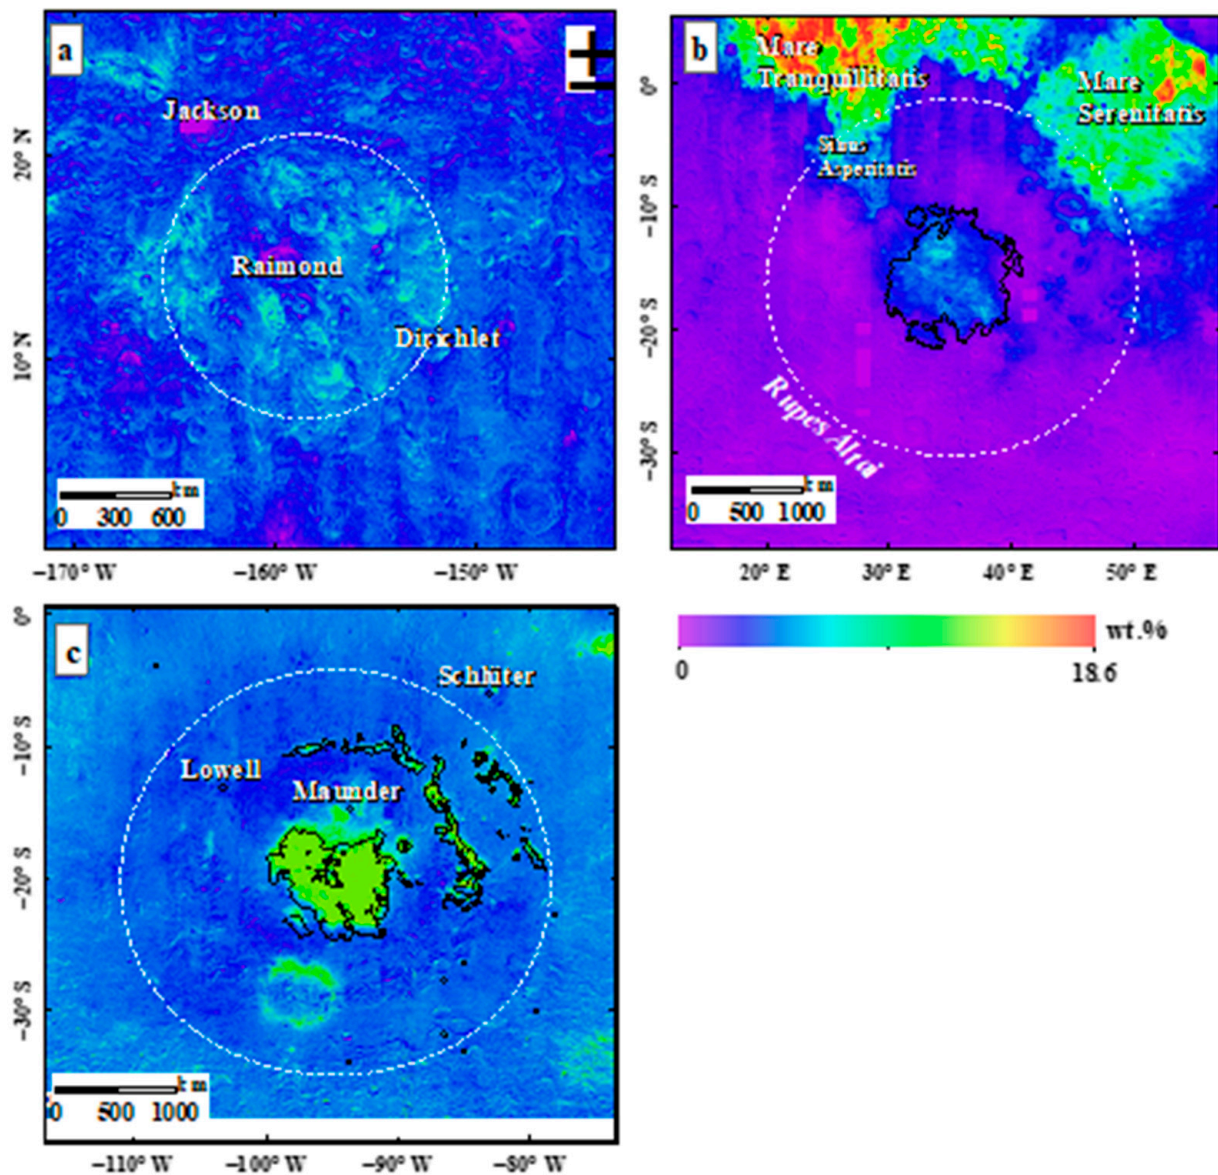 a
Jackson
Raimond
Dirichlet
20° N
10° N
km
0 300 600
−170° W −160° W −150° W
b
Mare
Tranquillitatis
Mare
Serenitatis
Sinus
Asperitatis
Rupes Altai
0°
−10° S
−20° S
−30° S
km
0 500 1000
20° E 30° E 40° E 50° E
wt.%
0 18.6
c
Schlüter
Lowell
Maunder
0°
−10° S
−20° S
−30° S
km
0 500 1000
−110° W −100° W −90° W −80° W